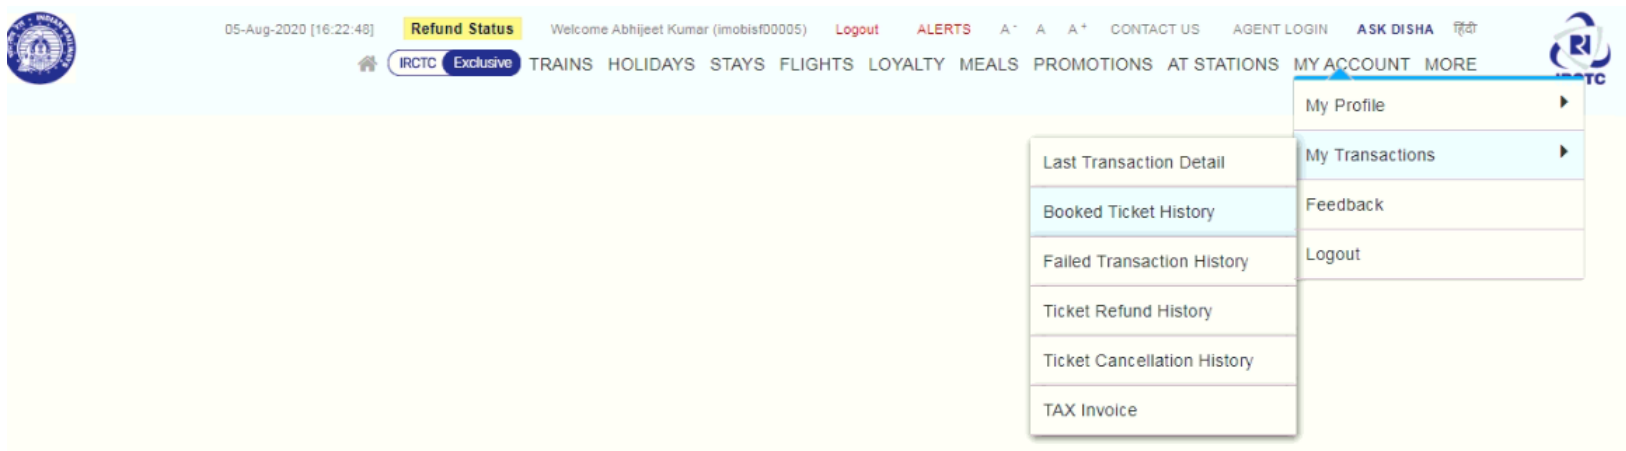 05-Aug-2020 [16:22:48] Refund Status Welcome Abhijeet Kumar (imobisf00005) Logout ALERTS A- A A+ CONTACT US AGENT LOGIN ASK DISHA हिंदी
IRCTC Exclusive TRAINS HOLIDAYS STAYS FLIGHTS LOYALTY MEALS PROMOTIONS AT STATIONS MY ACCOUNT MORE
My Profile
My Transactions
Feedback
Logout
Last Transaction Detail
Booked Ticket History
Failed Transaction History
Ticket Refund History
Ticket Cancellation History
TAX Invoice